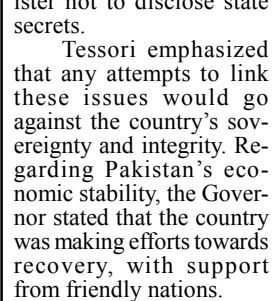 ister not to disclose state
secrets.
Tessori emphasized
that any attempts to link
these issues would go
against the country's sov-
ereignty and integrity. Re-
garding Pakistan's eco-
nomic stability, the Gover-
nor stated that the country
was making efforts towards
recovery, with support
from friendly nations.